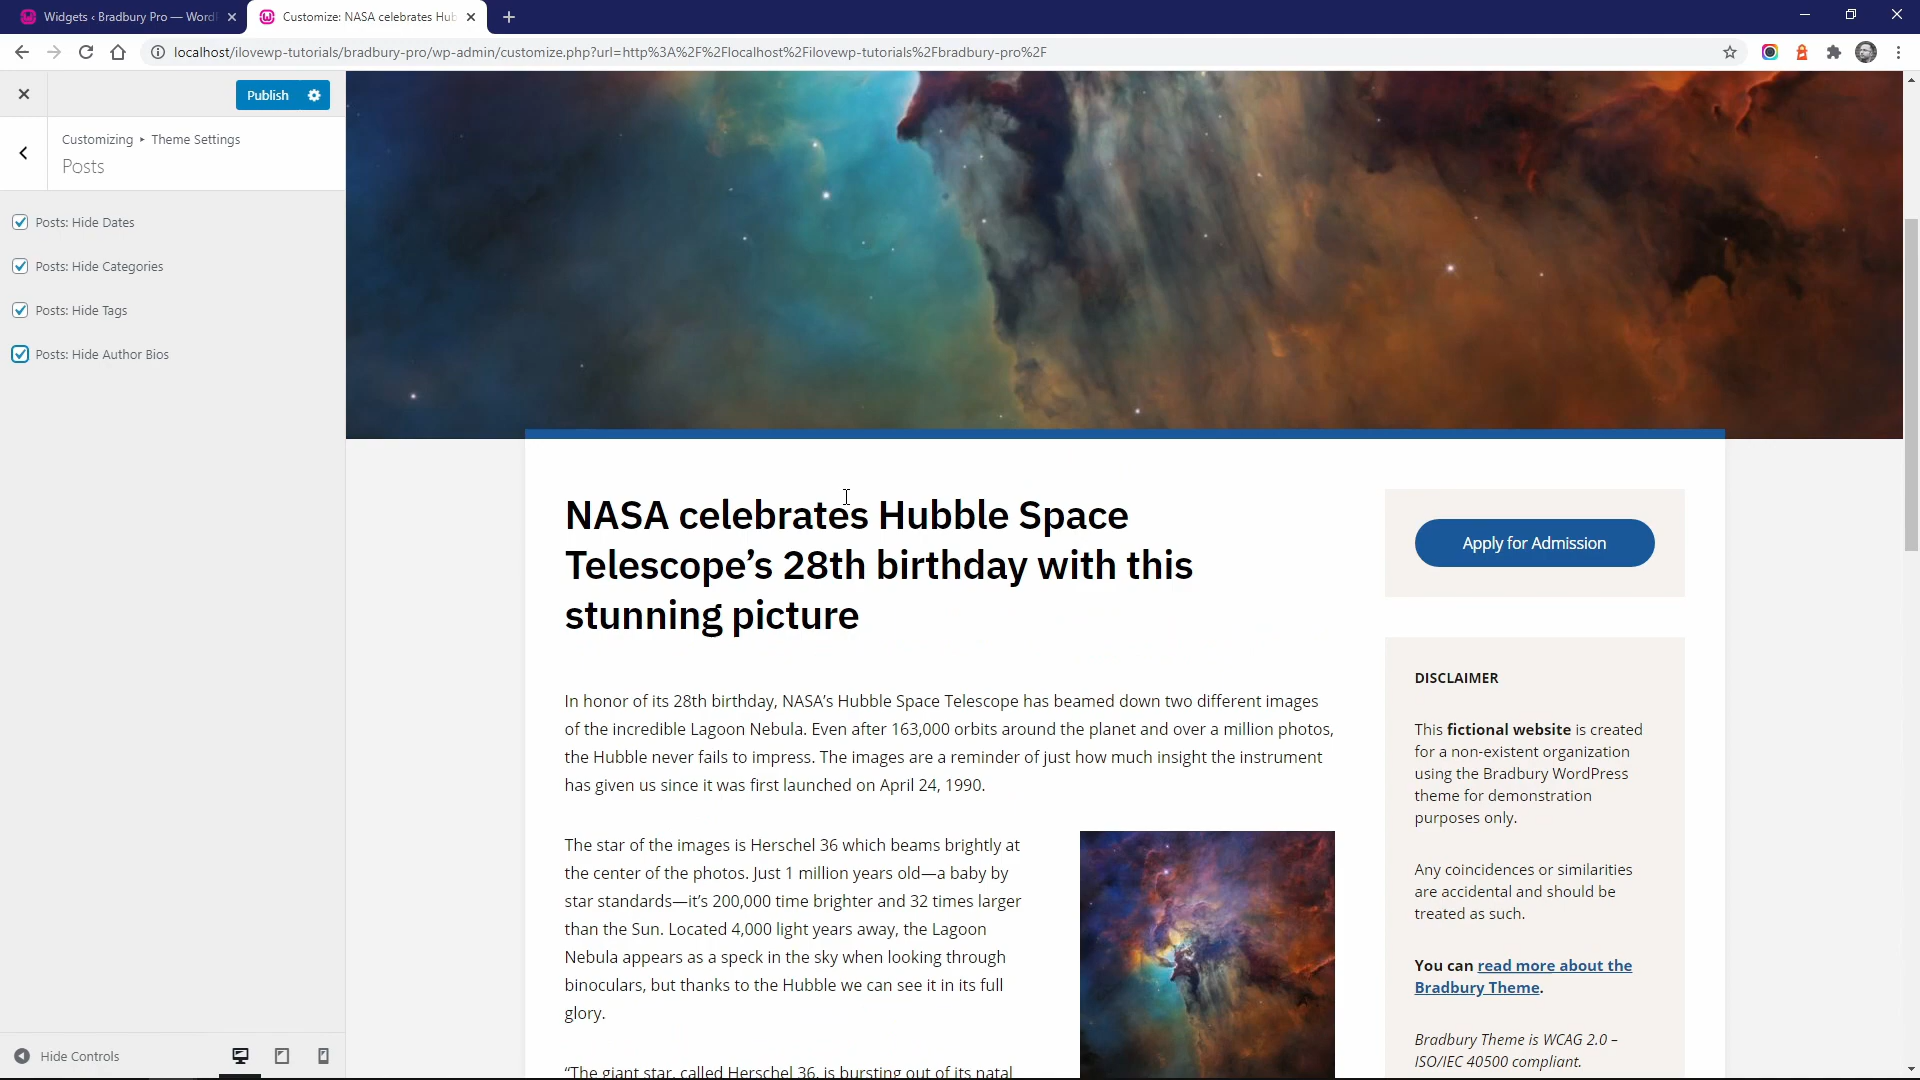 Widgets ‹ Bradbury Pro — Word
Customize: NASA celebrates Hub
localhost/ilovewp-tutorials/bradbury-pro/wp-admin/customize.php?url=http%3A%2F%2Flocalhost%2Filovewp-tutorials%2Fbradbury-pro%2F
Publish
Customizing ▸ Theme Settings
Posts
Posts: Hide Dates
Posts: Hide Categories
Posts: Hide Tags
Posts: Hide Author Bios
Hide Controls
NASA celebrates Hubble Space
Telescope’s 28th birthday with this
stunning picture
In honor of its 28th birthday, NASA’s Hubble Space Telescope has beamed down two different images
of the incredible Lagoon Nebula. Even after 163,000 orbits around the planet and over a million photos,
the Hubble never fails to impress. The images are a reminder of just how much insight the instrument
has given us since it was first launched on April 24, 1990.
The star of the images is Herschel 36 which beams brightly at
the center of the photos. Just 1 million years old—a baby by
star standards—it’s 200,000 time brighter and 32 times larger
than the Sun. Located 4,000 light years away, the Lagoon
Nebula appears as a speck in the sky when looking through
binoculars, but thanks to the Hubble we can see it in its full
glory.
“The giant star, called Herschel 36, is bursting out of its natal
Apply for Admission
DISCLAIMER
This fictional website is created
for a non-existent organization
using the Bradbury WordPress
theme for demonstration
purposes only.
Any coincidences or similarities
are accidental and should be
treated as such.
You can read more about the
Bradbury Theme.
Bradbury Theme is WCAG 2.0 –
ISO/IEC 40500 compliant.